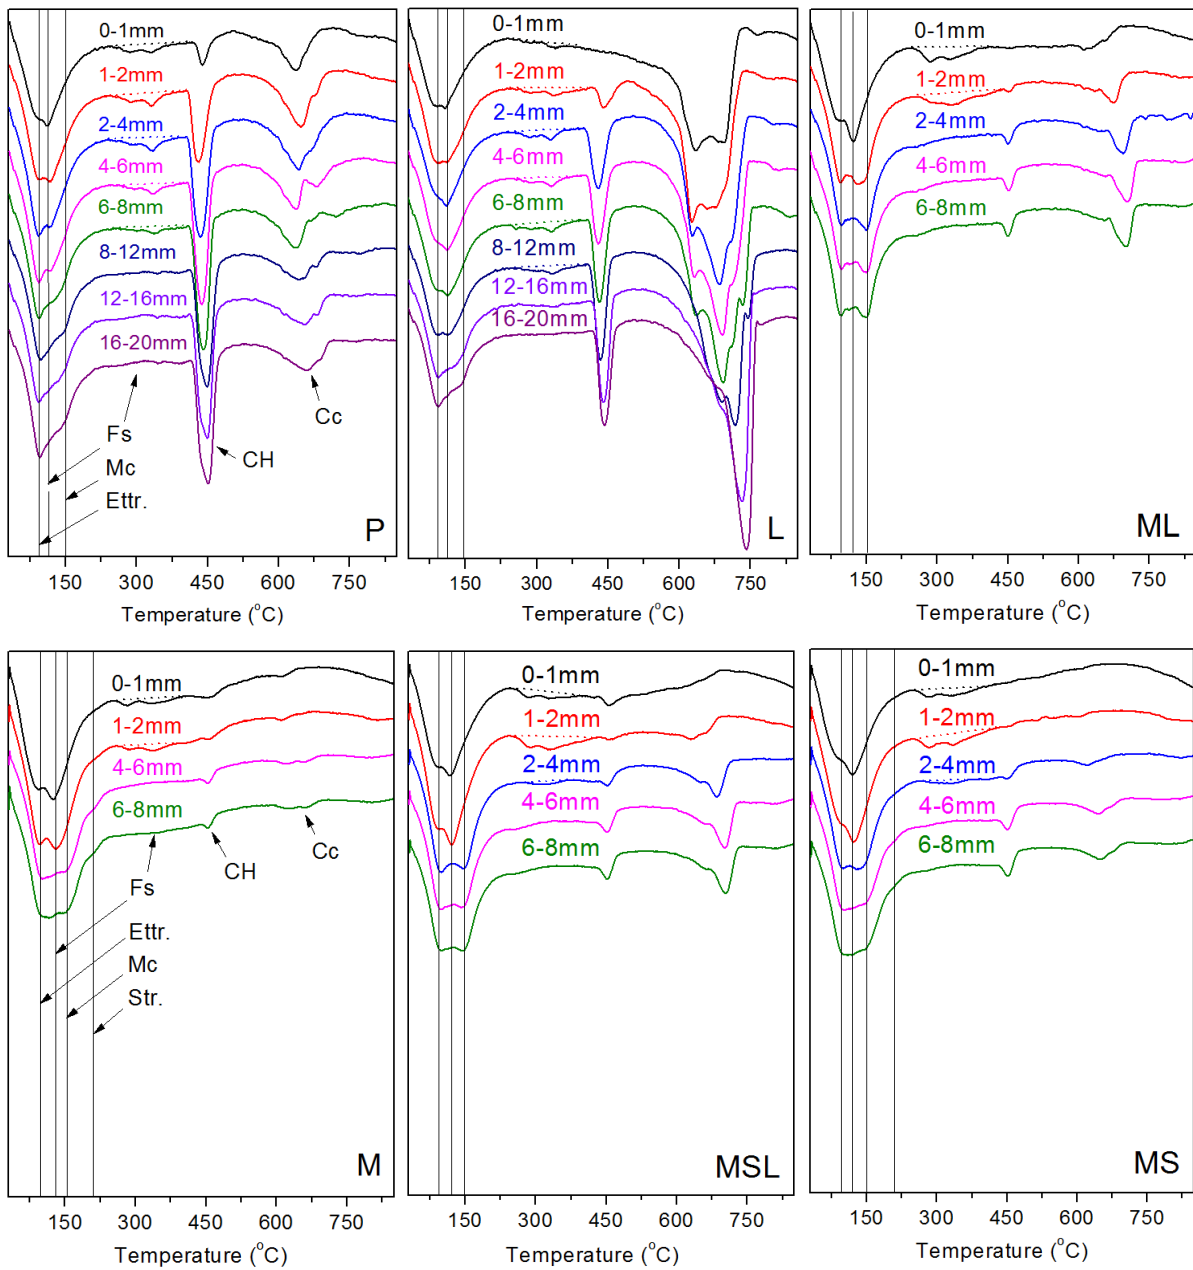 0-1mm
1-2mm
2-4mm
4-6mm
6-8mm
8-12mm
12-16mm
16-20mm
Cc
Fs
CH
Mc
Ettr.
P
150 300 450 600 750
Temperature (°C)
0-1mm
1-2mm
2-4mm
4-6mm
6-8mm
8-12mm
12-16mm
16-20mm
L
150 300 450 600 750
Temperature (°C)
0-1mm
1-2mm
2-4mm
4-6mm
6-8mm
ML
150 300 450 600 750
Temperature (°C)
0-1mm
1-2mm
4-6mm
6-8mm
Cc
CH
Fs
Ettr.
Mc
Str.
M
150 300 450 600 750
Temperature (°C)
0-1mm
1-2mm
2-4mm
4-6mm
6-8mm
MSL
150 300 450 600 750
Temperature (°C)
0-1mm
1-2mm
2-4mm
4-6mm
6-8mm
MS
150 300 450 600 750
Temperature (°C)